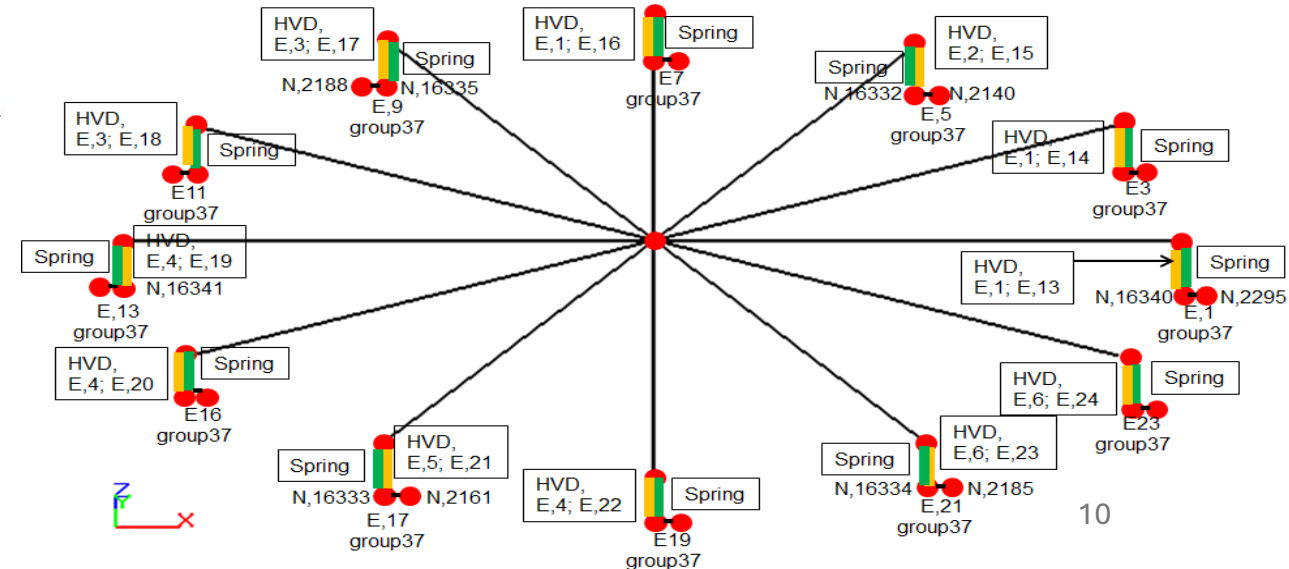 HVD,
E,3; E,17
Spring
N,2188
N,16335
E,9
group37
HVD,
E,1; E,16
Spring
E7
group37
HVD,
E,2; E,15
Spring
N,16332
N,2140
E,5
group37
HVD,
E,3; E,18
Spring
E11
group37
HVD,
E,1; E,14
Spring
E3
group37
HVD,
E,4; E,19
Spring
N,16341
E,13
group37
HVD,
E,1; E,13
Spring
N,16340
N,2295
E,1
group37
HVD,
E,4; E,20
Spring
E16
group37
HVD,
E,6; E,24
Spring
E23
group37
HVD,
E,5; E,21
Spring
N,16333
N,2161
E,17
group37
HVD,
E,4; E,22
Spring
E19
group37
HVD,
E,6; E,23
Spring
N,16334
N,2185
E,21
group37
Z
Y
X
10